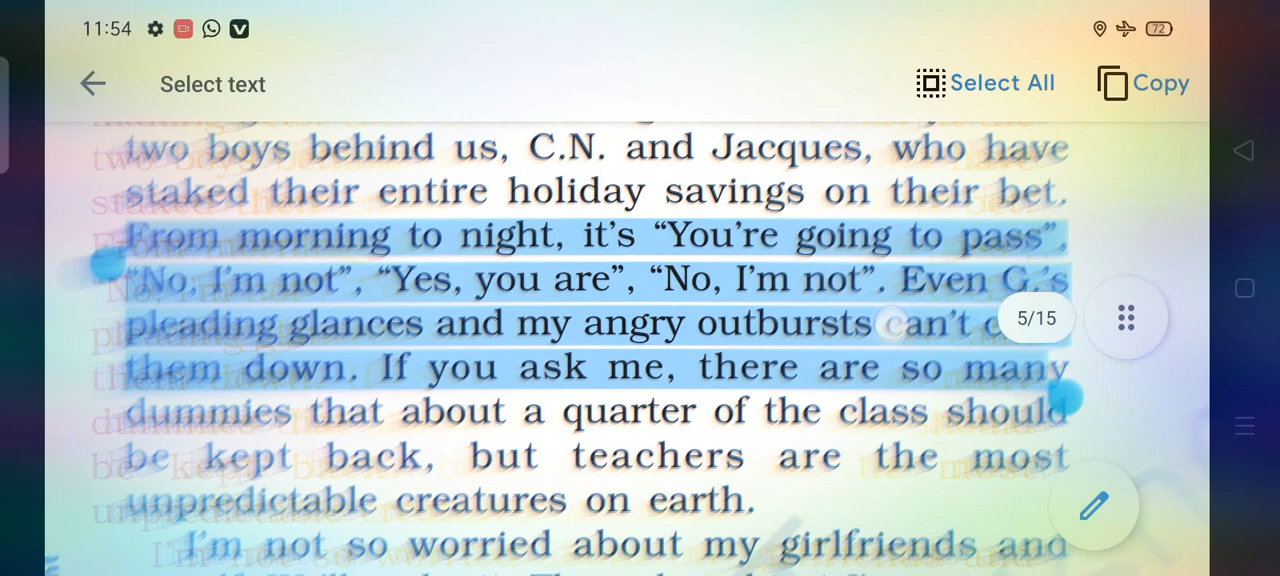 11:54
72
Select text
Select All
Copy
two boys behind us, C.N. and Jacques, who have
staked their entire holiday savings on their bet.
From morning to night, it's “You're going to pass”,
“No, I'm not”, “Yes, you are”, “No, I'm not”. Even G.'s
pleading glances and my angry outbursts can't
5/15
them down. If you ask me, there are so many
dummies that about a quarter of the class should
be kept back, but teachers are the most
unpredictable creatures on earth.
I'm not so worried about my girlfriends and